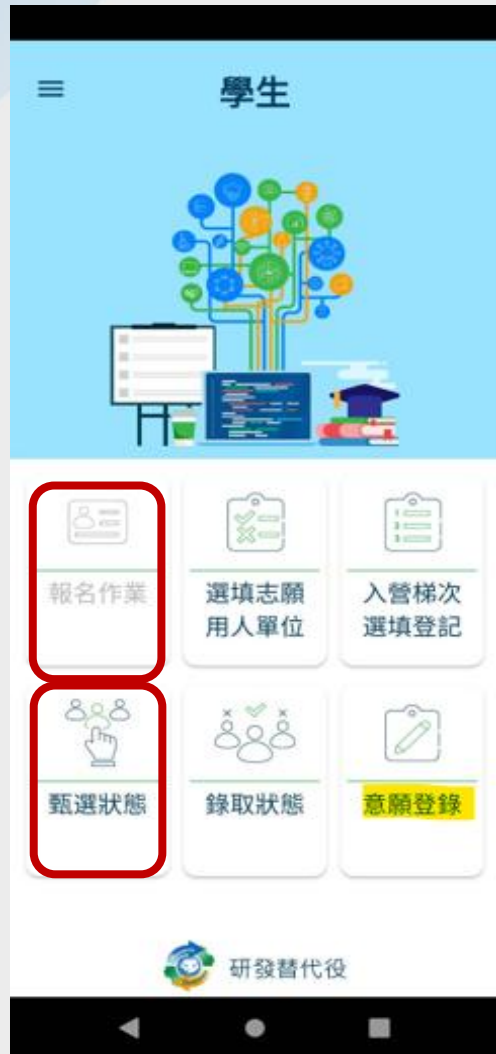 學生
報名作業
選填志願
用人單位
入營梯次
選填登記
甄選狀態
錄取狀態
意願登錄
研發替代役